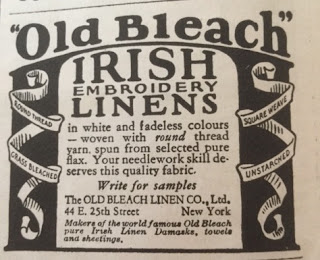 "Old Bleach"
IRISH
EMBROIDERY
LINENS
ROUND THREAD
GRASS BLEACHED
SQUARE WEAVE
UNSTARCHED
in white and fadeless colours
— woven with round thread
yarn, spun from selected pure
flax. Your needlework skill de-
serves this quality fabric.
Write for samples
The OLD BLEACH LINEN CO., Ltd.
44 E. 25th Street New York
Makers of the world famous Old Bleach
pure Irish Linen Damasks, towels
and sheetings.